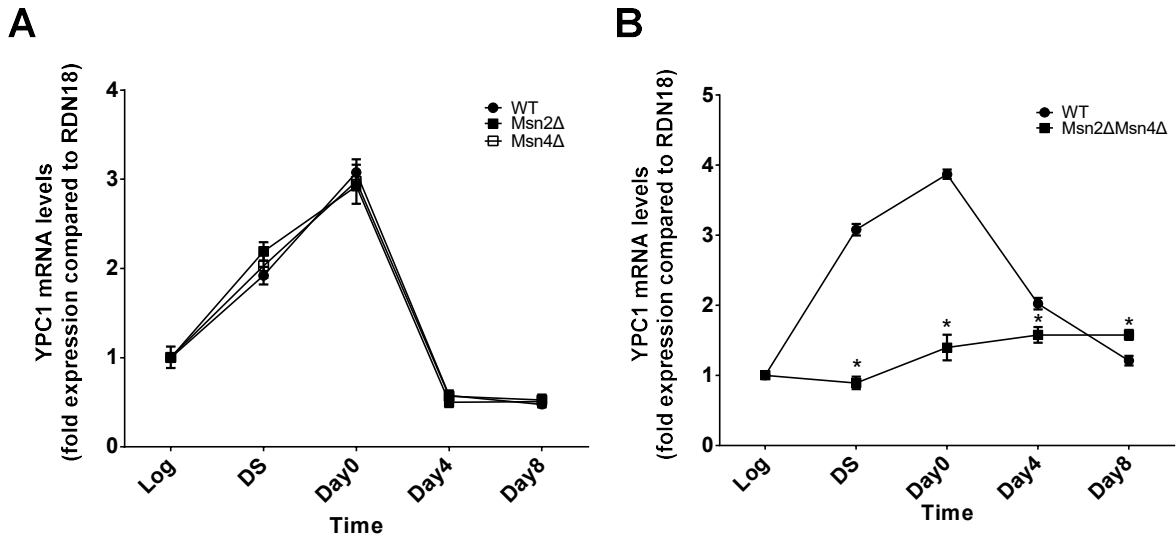 A
YPC1 mRNA levels
(fold expression compared to RDN18)
4
3
2
1
0
WT
Msn2Δ
Msn4Δ
Log
DS
Day0
Day4
Day8
Time
B
YPC1 mRNA levels
(fold expression compared to RDN18)
5
4
3
2
1
0
WT
Msn2ΔMsn4Δ
*
*
*
*
Log
DS
Day0
Day4
Day8
Time